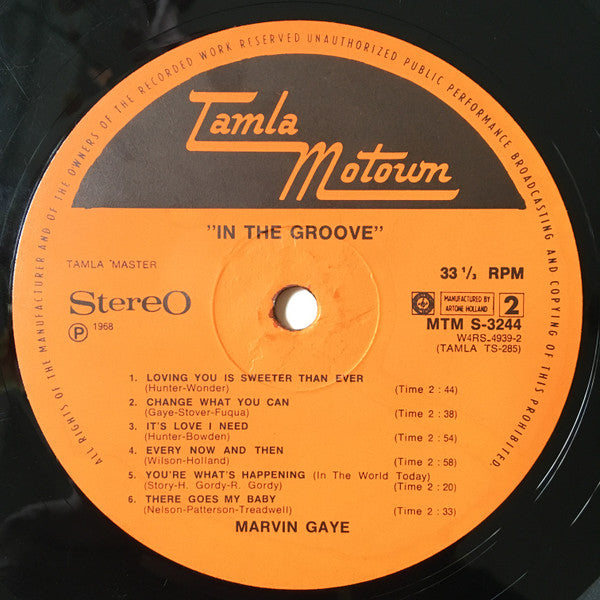 ALL RIGHTS OF THE MANUFACTURER AND OF THE OWNERS OF THE RECORDED WORK RESERVED UNAUTHORIZED PUBLIC PERFORMANCE BROADCASTING AND COPYING OF THIS PROHIBITED.
Tamla
Motown
"IN THE GROOVE"
TAMLA MASTER
33 1/3 RPM
Stereo
MANUFACTURED BY
ARTONE HOLLAND
2
P 1968
MTM S-3244
W4RS-4939-2
(TAMLA TS-285)
1. LOVING YOU IS SWEETER THAN EVER
(Hunter-Wonder) (Time 2 : 44)
2. CHANGE WHAT YOU CAN
(Gaye-Stover-Fuqua) (Time 2 : 38)
3. IT'S LOVE I NEED
(Hunter-Bowden) (Time 2 : 54)
4. EVERY NOW AND THEN
(Wilson-Holland) (Time 2 : 58)
5. YOU'RE WHAT'S HAPPENING (In The World Today)
(Story-H. Gordy-R. Gordy) (Time 2 : 20)
6. THERE GOES MY BABY
(Nelson-Patterson-Treadwell) (Time 2 : 33)
MARVIN GAYE